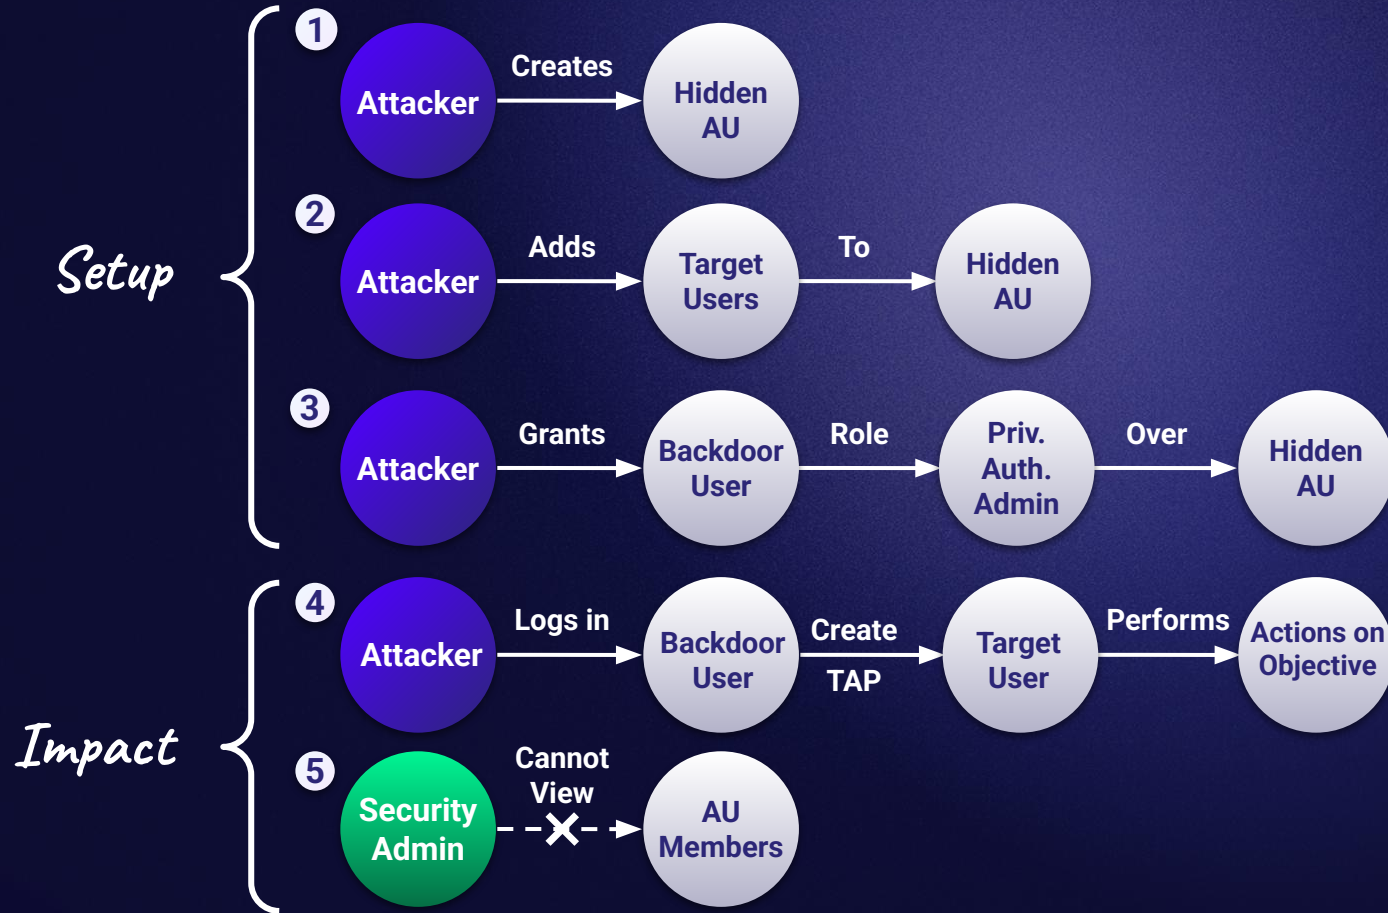 Setup
1
Attacker
Creates
Hidden
AU
2
Attacker
Adds
Target
Users
To
Hidden
AU
3
Attacker
Grants
Backdoor
User
Role
Priv.
Auth.
Admin
Over
Hidden
AU
Impact
4
Attacker
Logs in
Backdoor
User
Create
TAP
Target
User
Performs
Actions on
Objective
5
Security
Admin
Cannot
View
AU
Members